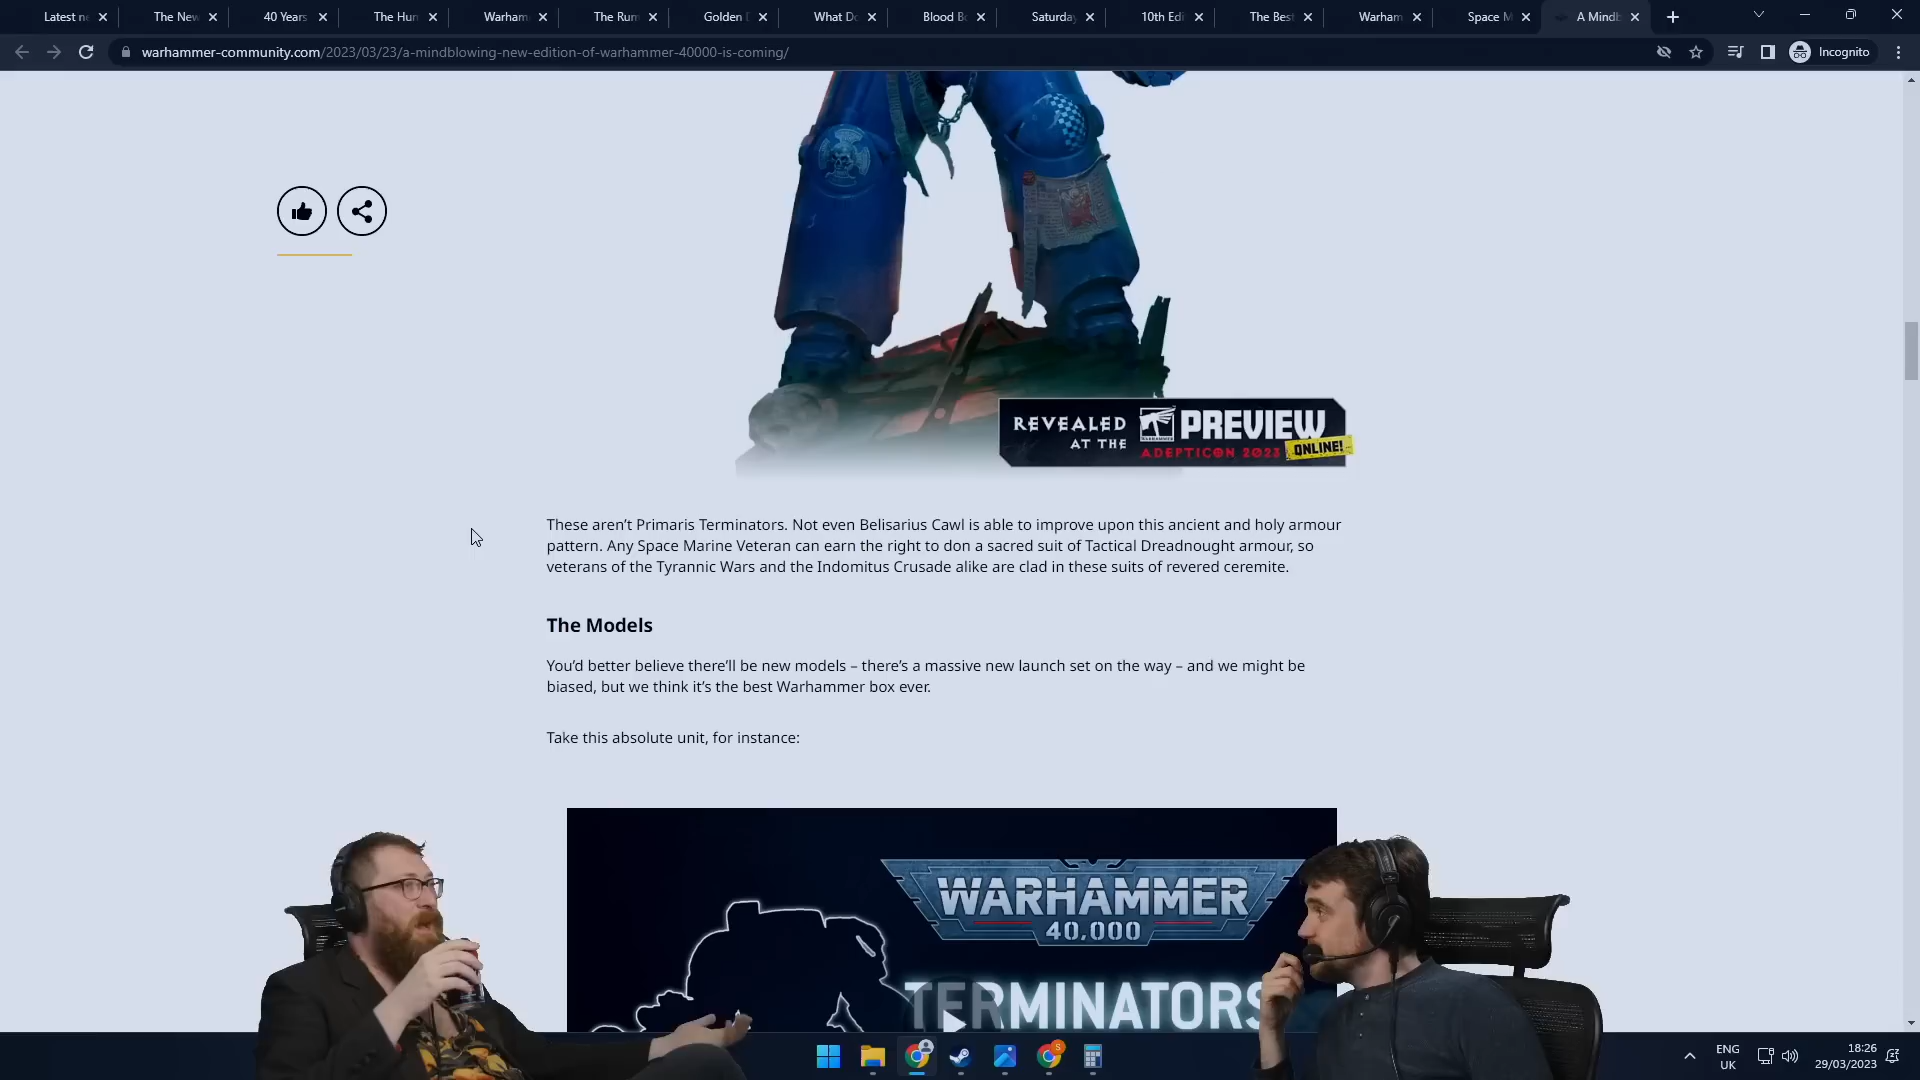 Latest ne
The New
40 Years
The Hun
Warham
The Run
Golden D
What Do
Blood Bo
Saturday
10th Edi
The Best
Warham
Space M
A Mindb
warhammer-community.com/2023/03/23/a-mindblowing-new-edition-of-warhammer-40000-is-coming/
Incognito
REVEALED
AT THE
WARHAMMER
PREVIEW
ONLINE!
ADEPTICON 2023
These aren’t Primaris Terminators. Not even Belisarius Cawl is able to improve upon this ancient and holy armour
pattern. Any Space Marine Veteran can earn the right to don a sacred suit of Tactical Dreadnought armour, so
veterans of the Tyrannic Wars and the Indomitus Crusade alike are clad in these suits of revered ceremite.
The Models
You’d better believe there’ll be new models – there’s a massive new launch set on the way – and we might be
biased, but we think it’s the best Warhammer box ever.
Take this absolute unit, for instance:
WARHAMMER
40,000
TERMINATORS
S
ENG
UK
18:26
29/03/2023